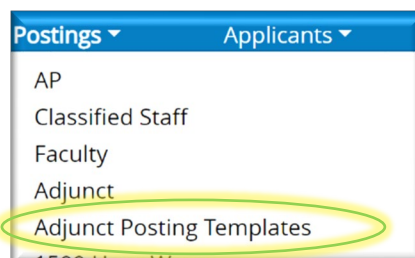 Postings ▾ Applicants ▾
AP
Classified Staff
Faculty
Adjunct
Adjunct Posting Templates